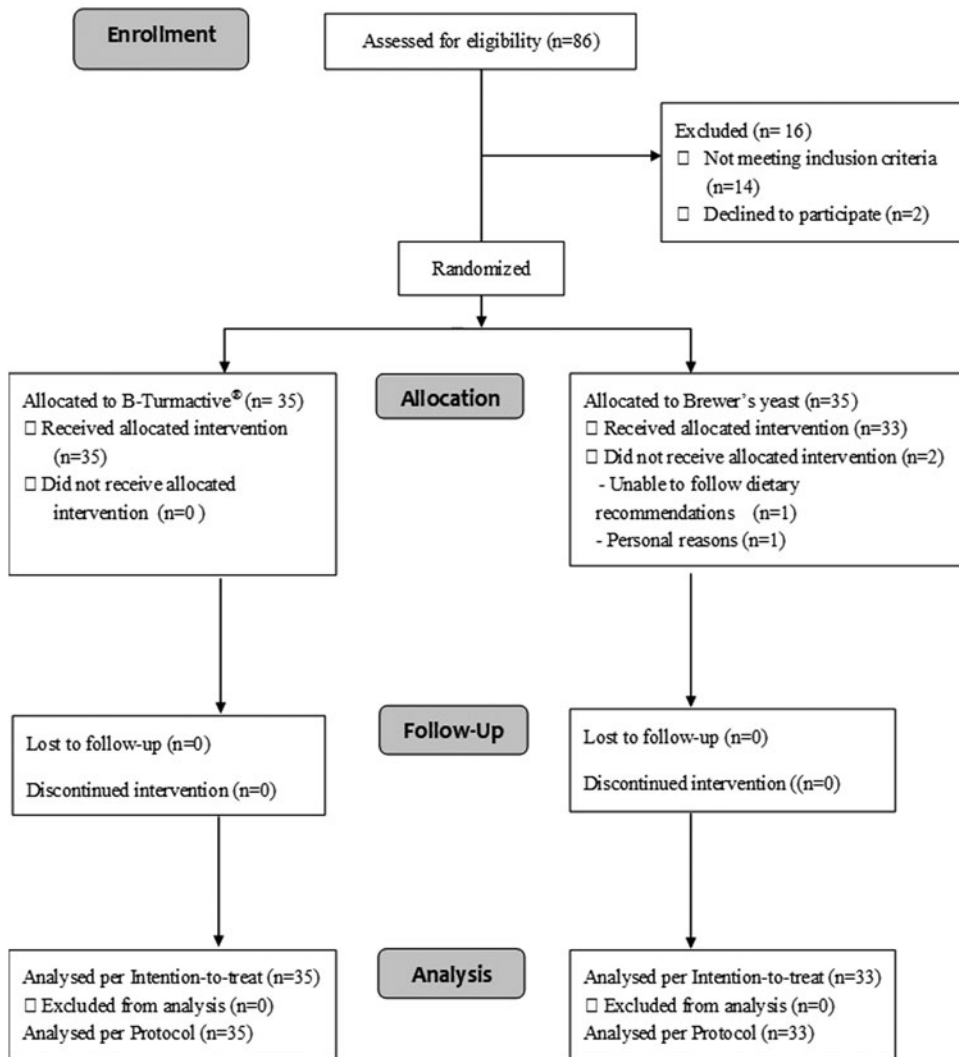 Enrollment
Assessed for eligibility (n=86)
Excluded (n= 16)
□ Not meeting inclusion criteria
(n=14)
□ Declined to participate (n=2)
Randomized
Allocation
Allocated to B-Turmactive® (n= 35)
□ Received allocated intervention
(n=35)
□ Did not receive allocated
intervention (n=0 )
Allocated to Brewer’s yeast (n=35)
□ Received allocated intervention (n=33)
□ Did not receive allocated intervention (n=2)
- Unable to follow dietary
recommendations (n=1)
- Personal reasons (n=1)
Follow-Up
Lost to follow-up (n=0)
Discontinued intervention (n=0)
Lost to follow-up (n=0)
Discontinued intervention ((n=0)
Analysis
Analysed per Intention-to-treat (n=35)
□ Excluded from analysis (n=0)
Analysed per Protocol (n=35)
Analysed per Intention-to-treat (n=33)
□ Excluded from analysis (n=0)
Analysed per Protocol (n=33)